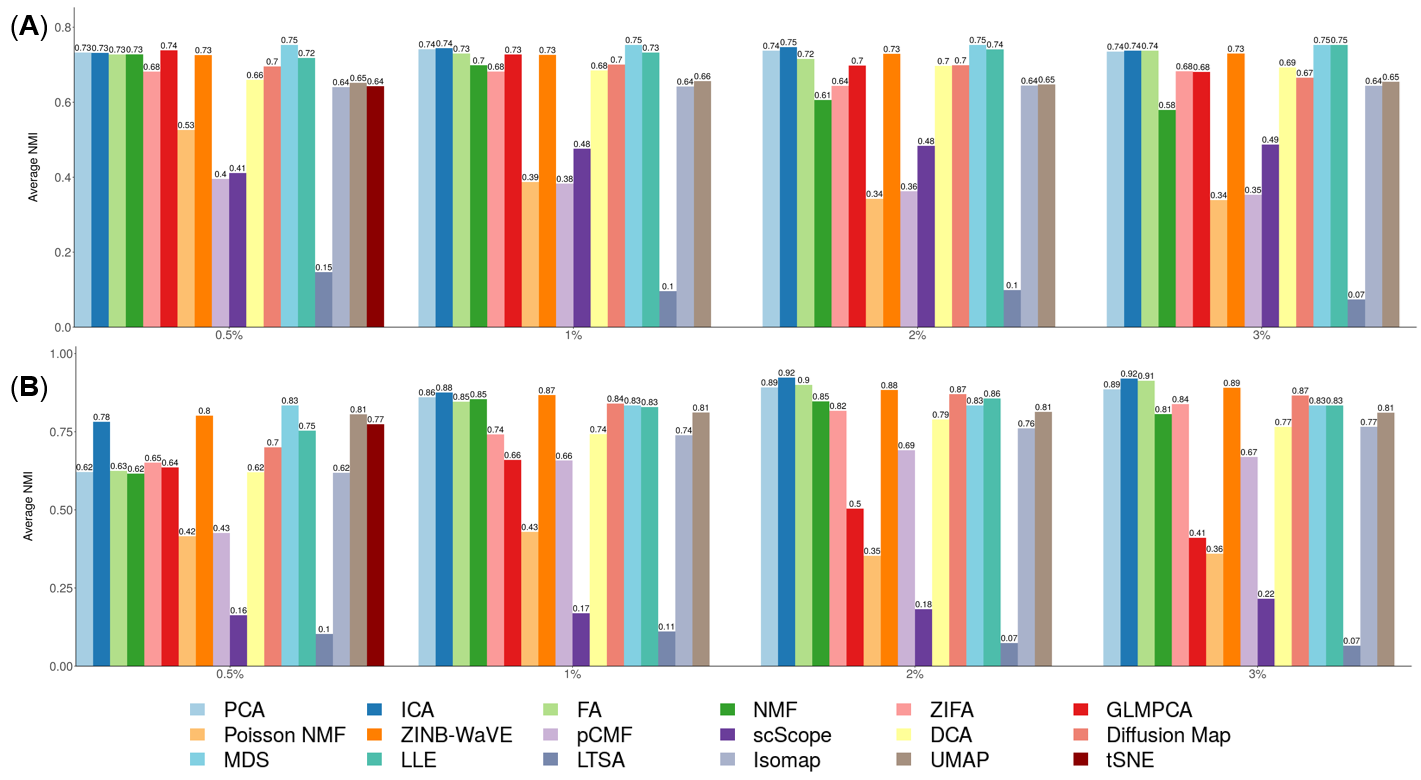 (A)
Average NMI
0.8
0.6
0.4
0.2
0.0
0.73 0.73 0.73 0.73 0.68 0.74 0.53 0.73 0.4 0.41 0.66 0.7 0.75 0.72 0.15 0.64 0.65 0.64
0.74 0.74 0.73 0.7 0.68 0.73 0.39 0.73 0.38 0.48 0.68 0.7 0.75 0.73 0.1 0.64 0.66
0.74 0.75 0.72 0.61 0.64 0.7 0.34 0.73 0.36 0.48 0.7 0.7 0.75 0.74 0.1 0.64 0.65
0.74 0.74 0.74 0.58 0.68 0.68 0.34 0.73 0.35 0.49 0.69 0.67 0.75 0.75 0.07 0.64 0.65
0.5% 1% 2% 3%
(B)
Average NMI
1.00
0.75
0.50
0.25
0.00
0.62 0.78 0.63 0.62 0.65 0.64 0.42 0.8 0.43 0.16 0.62 0.7 0.83 0.75 0.1 0.62 0.81 0.77
0.86 0.88 0.85 0.85 0.74 0.66 0.43 0.87 0.66 0.17 0.74 0.84 0.83 0.83 0.11 0.74 0.81
0.89 0.92 0.9 0.85 0.82 0.5 0.35 0.88 0.69 0.18 0.79 0.87 0.83 0.86 0.07 0.76 0.81
0.89 0.92 0.91 0.81 0.84 0.41 0.36 0.89 0.67 0.22 0.77 0.87 0.83 0.83 0.07 0.77 0.81
0.5% 1% 2% 3%
PCA ICA FA NMF ZIFA GLMPCA
Poisson NMF ZINB-WaVE pCMF scScope DCA Diffusion Map
MDS LLE LTSA Isomap UMAP tSNE